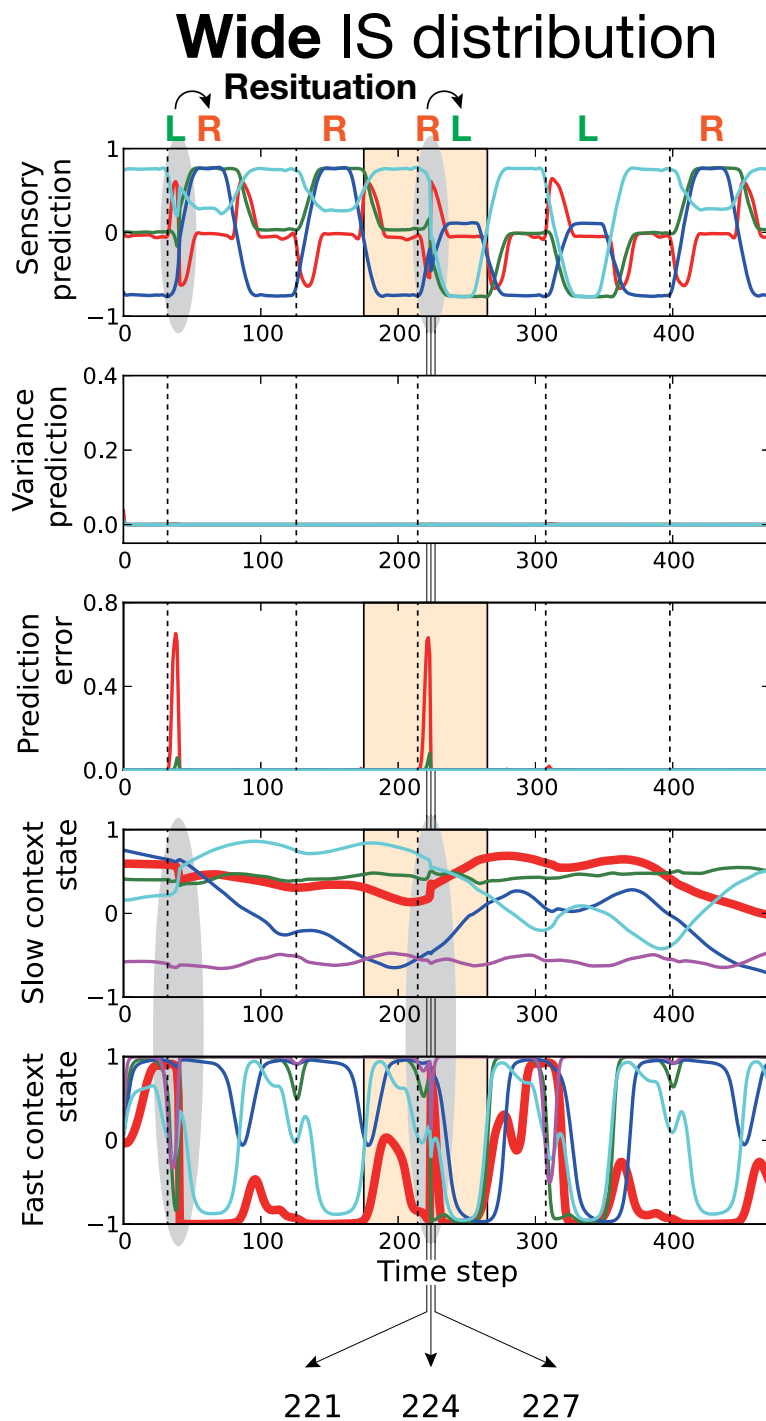 Wide IS distribution
Resituation
L R R R L L R
Sensory
prediction
1
0
−1
0 100 200 300 400
Variance
prediction
0.4
0.2
0.0
0 100 200 300 400
Prediction
error
0.8
0.4
0.0
0 100 200 300 400
Slow context
state
1
0
−1
0 100 200 300 400
Fast context
state
1
0
−1
0 100 200 300 400
Time step
221 224 227